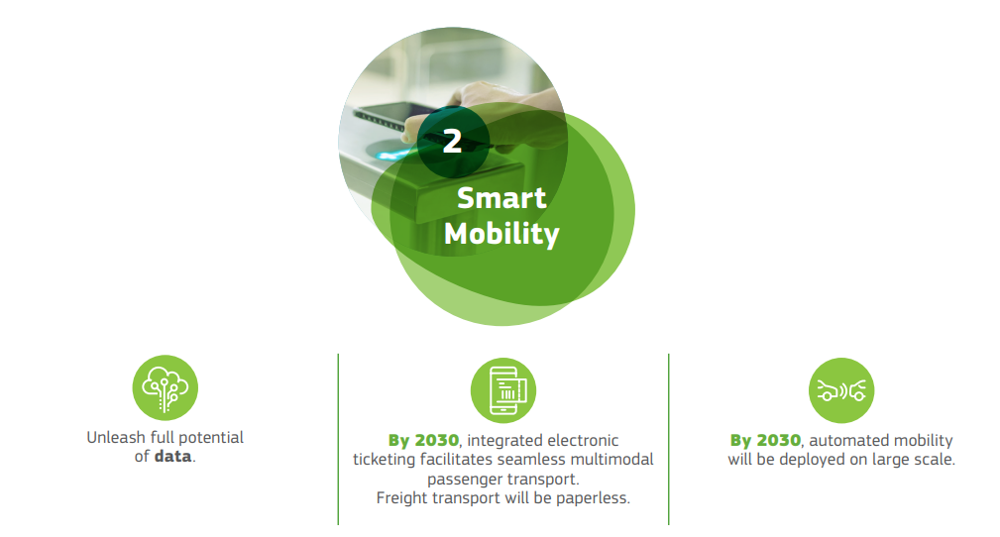 2
Smart
Mobility
Unleash full potential
of data.
By 2030, integrated electronic
ticketing facilitates seamless multimodal
passenger transport.
Freight transport will be paperless.
By 2030, automated mobility
will be deployed on large scale.